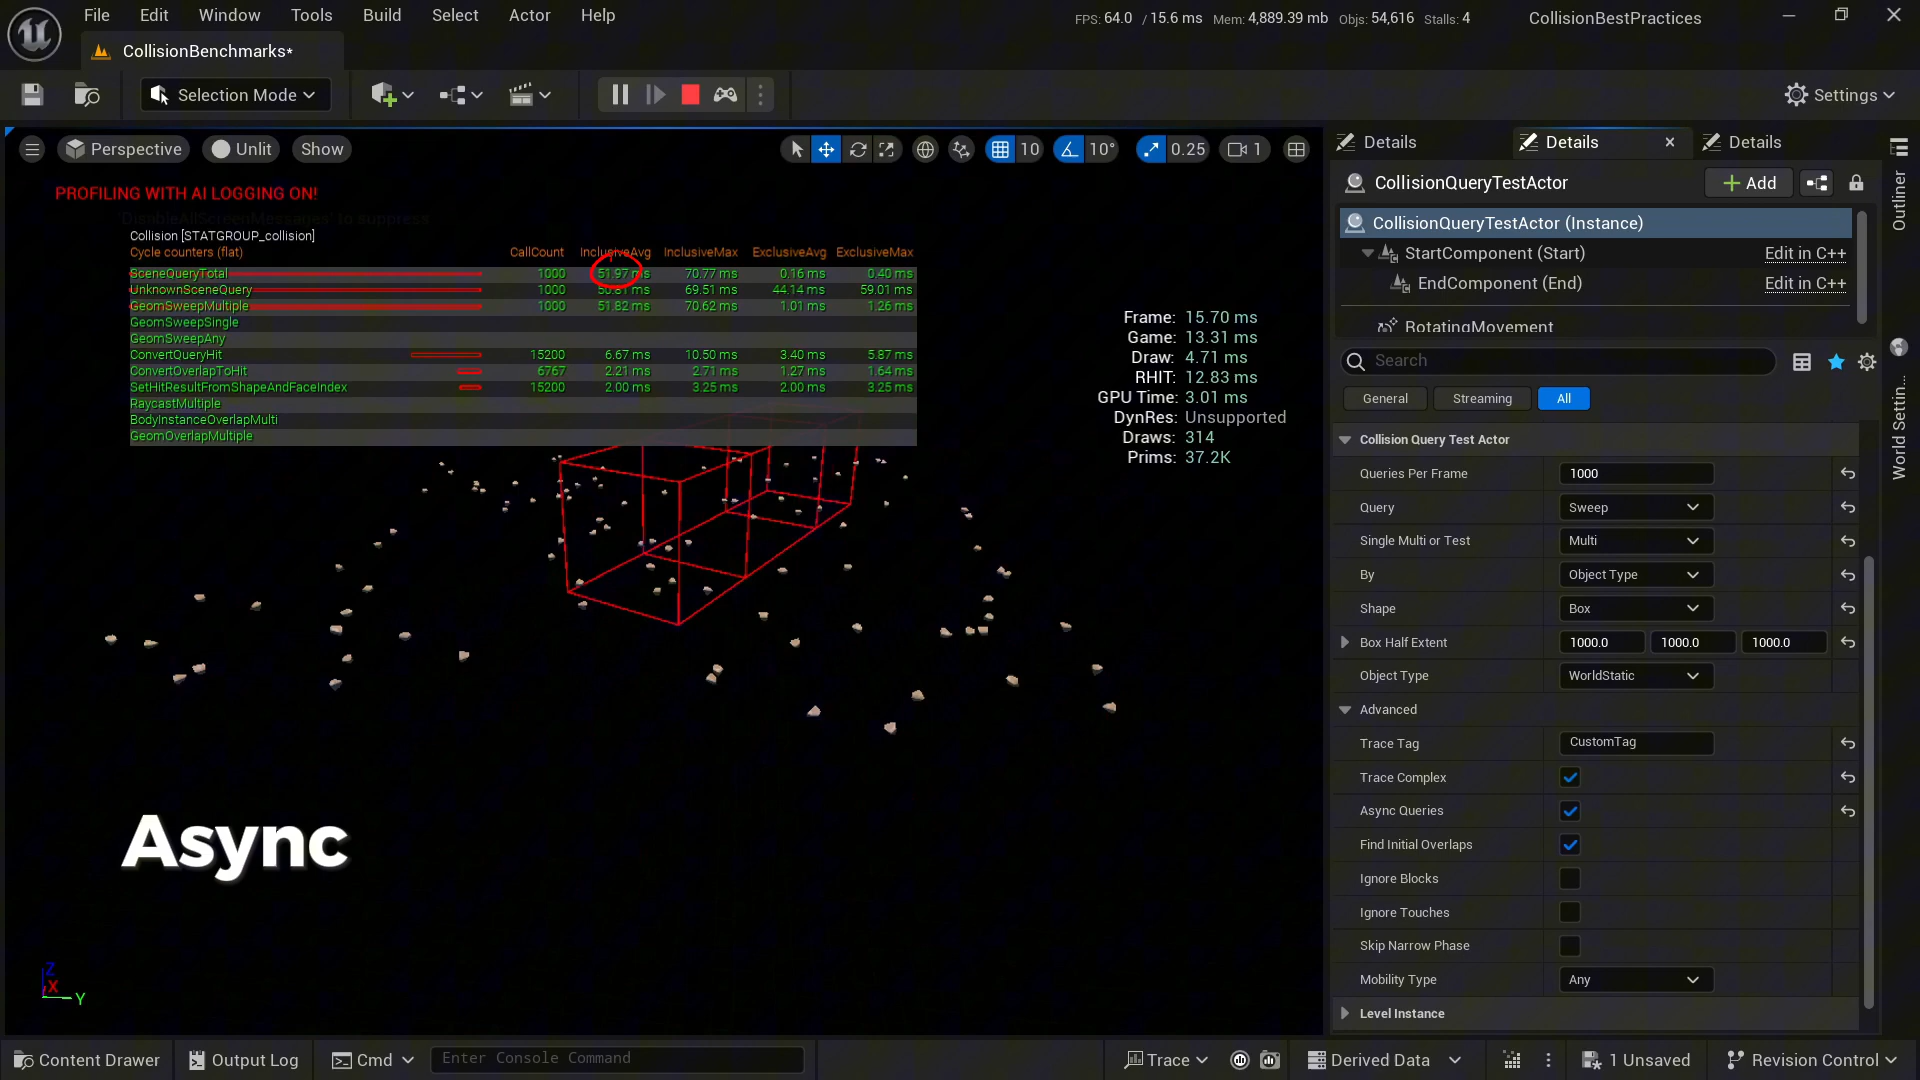 File Edit Window Tools Build Select Actor Help
FPS: 64.0 / 15.6 ms Mem: 4,889.39 mb Objs: 54,616 Stalls: 4
CollisionBestPractices
CollisionBenchmarks*
Selection Mode
Settings
Perspective Unlit Show
10 10° 0.25 1
PROFILING WITH AI LOGGING ON!
'DisableAllScreenMessages' to suppress
Collision [STATGROUP_collision]
Cycle counters (flat) CallCount InclusiveAvg InclusiveMax ExclusiveAvg ExclusiveMax
SceneQueryTotal 1000 51.97 ms 70.77 ms 0.16 ms 0.40 ms
UnknownSceneQuery 1000 50.81 ms 69.51 ms 44.14 ms 59.01 ms
GeomSweepMultiple 1000 51.82 ms 70.62 ms 1.01 ms 1.26 ms
GeomSweepSingle
GeomSweepAny
ConvertQueryHit 15200 6.67 ms 10.50 ms 3.40 ms 5.87 ms
ConvertOverlapToHit 6767 2.21 ms 2.71 ms 1.27 ms 1.64 ms
SetHitResultFromShapeAndFaceIndex 15200 2.00 ms 3.25 ms 2.00 ms 3.25 ms
RaycastMultiple
BodyInstanceOverlapMulti
GeomOverlapMultiple
Frame: 15.70 ms
Game: 13.31 ms
Draw: 4.71 ms
RHIT: 12.83 ms
GPU Time: 3.01 ms
DynRes: Unsupported
Draws: 314
Prims: 37.2K
Async
Z
X
Y
Details Details Details
CollisionQueryTestActor
Add
CollisionQueryTestActor (Instance)
StartComponent (Start) Edit in C++
EndComponent (End) Edit in C++
RotatingMovement
Search
General Streaming All
Collision Query Test Actor
Queries Per Frame 1000
Query Sweep
Single Multi or Test Multi
By Object Type
Shape Box
Box Half Extent 1000.0 1000.0 1000.0
Object Type WorldStatic
Advanced
Trace Tag CustomTag
Trace Complex
Async Queries
Find Initial Overlaps
Ignore Blocks
Ignore Touches
Skip Narrow Phase
Mobility Type Any
Level Instance
Outliner
World Settin...
Content Drawer Output Log Cmd Enter Console Command Trace Derived Data 1 Unsaved Revision Control